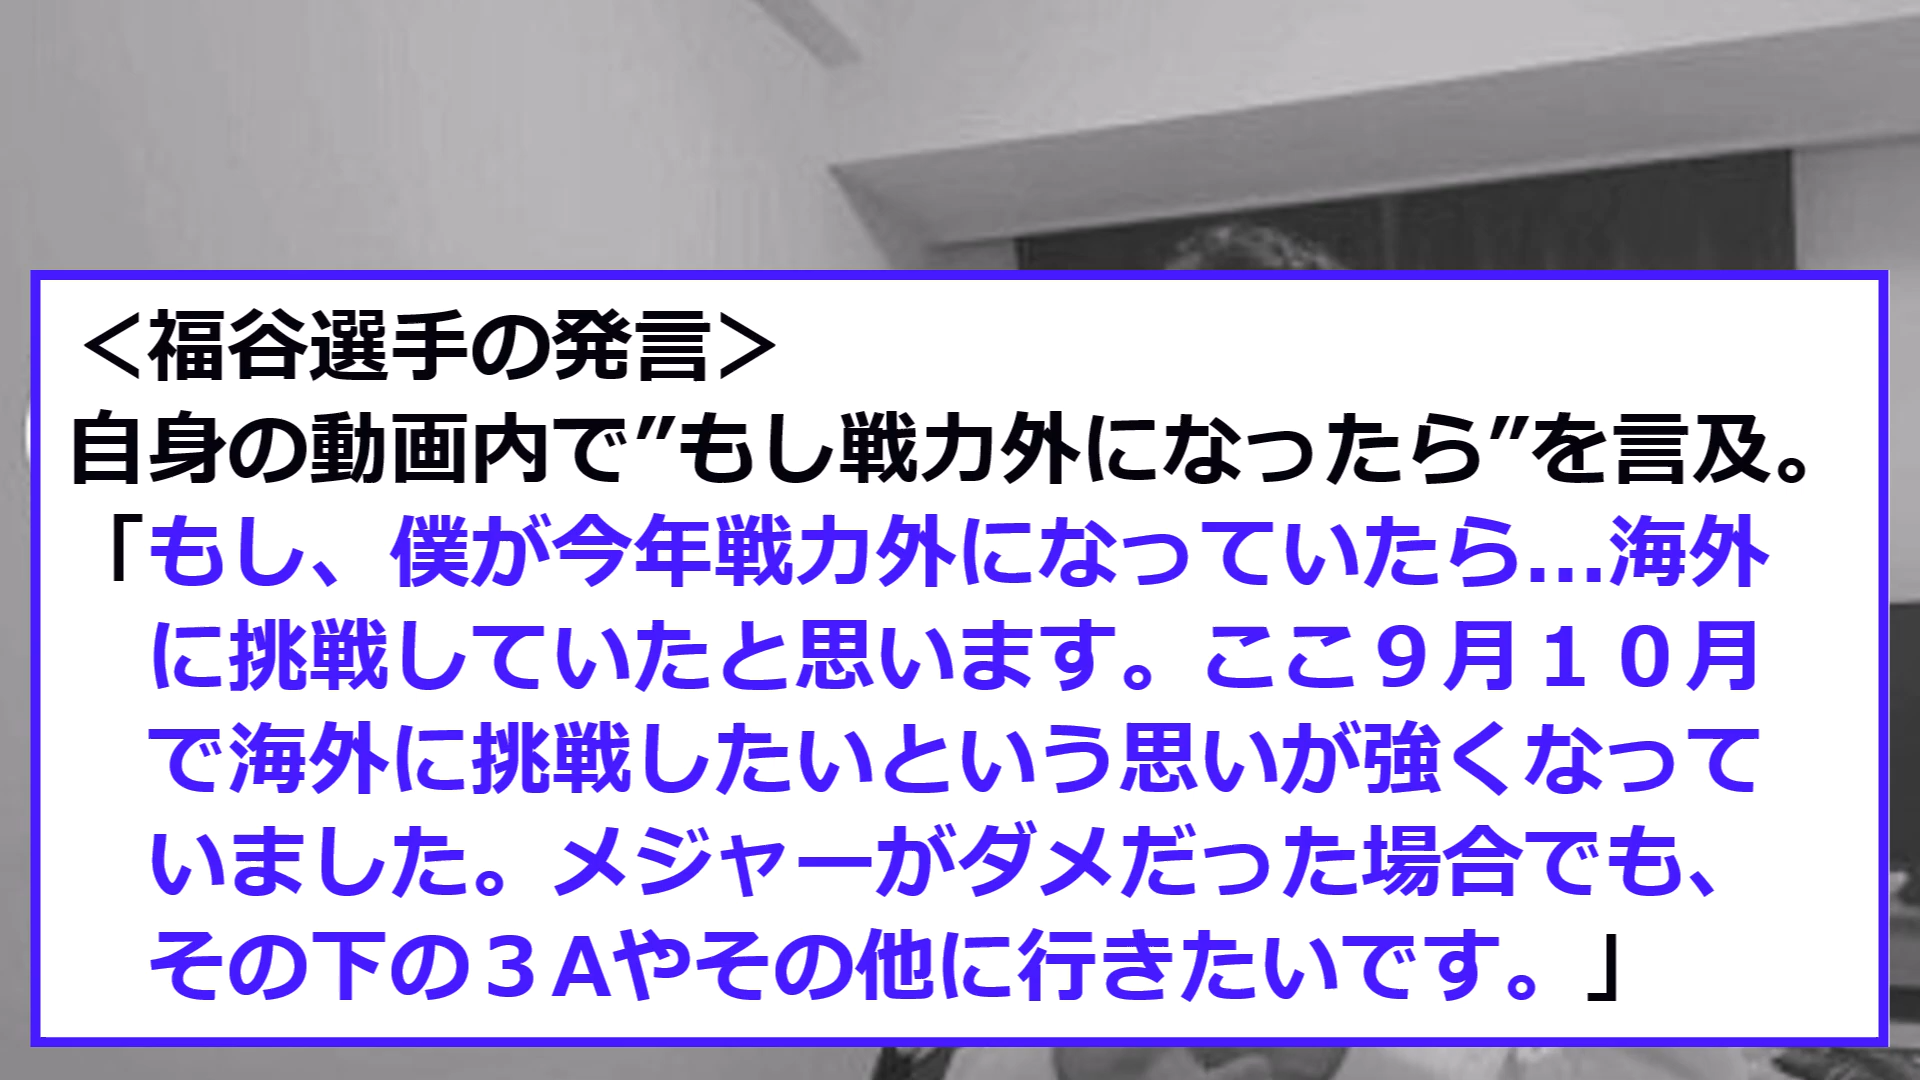 ＜福谷選手の発言＞
自身の動画内で”もし戦力外になったら”を言及。
「もし、僕が今年戦力外になっていたら…海外
に挑戦していたと思います。ここ９月１０月
で海外に挑戦したいという思いが強くなって
いました。メジャーがダメだった場合でも、
その下の３Aやその他に行きたいです。」